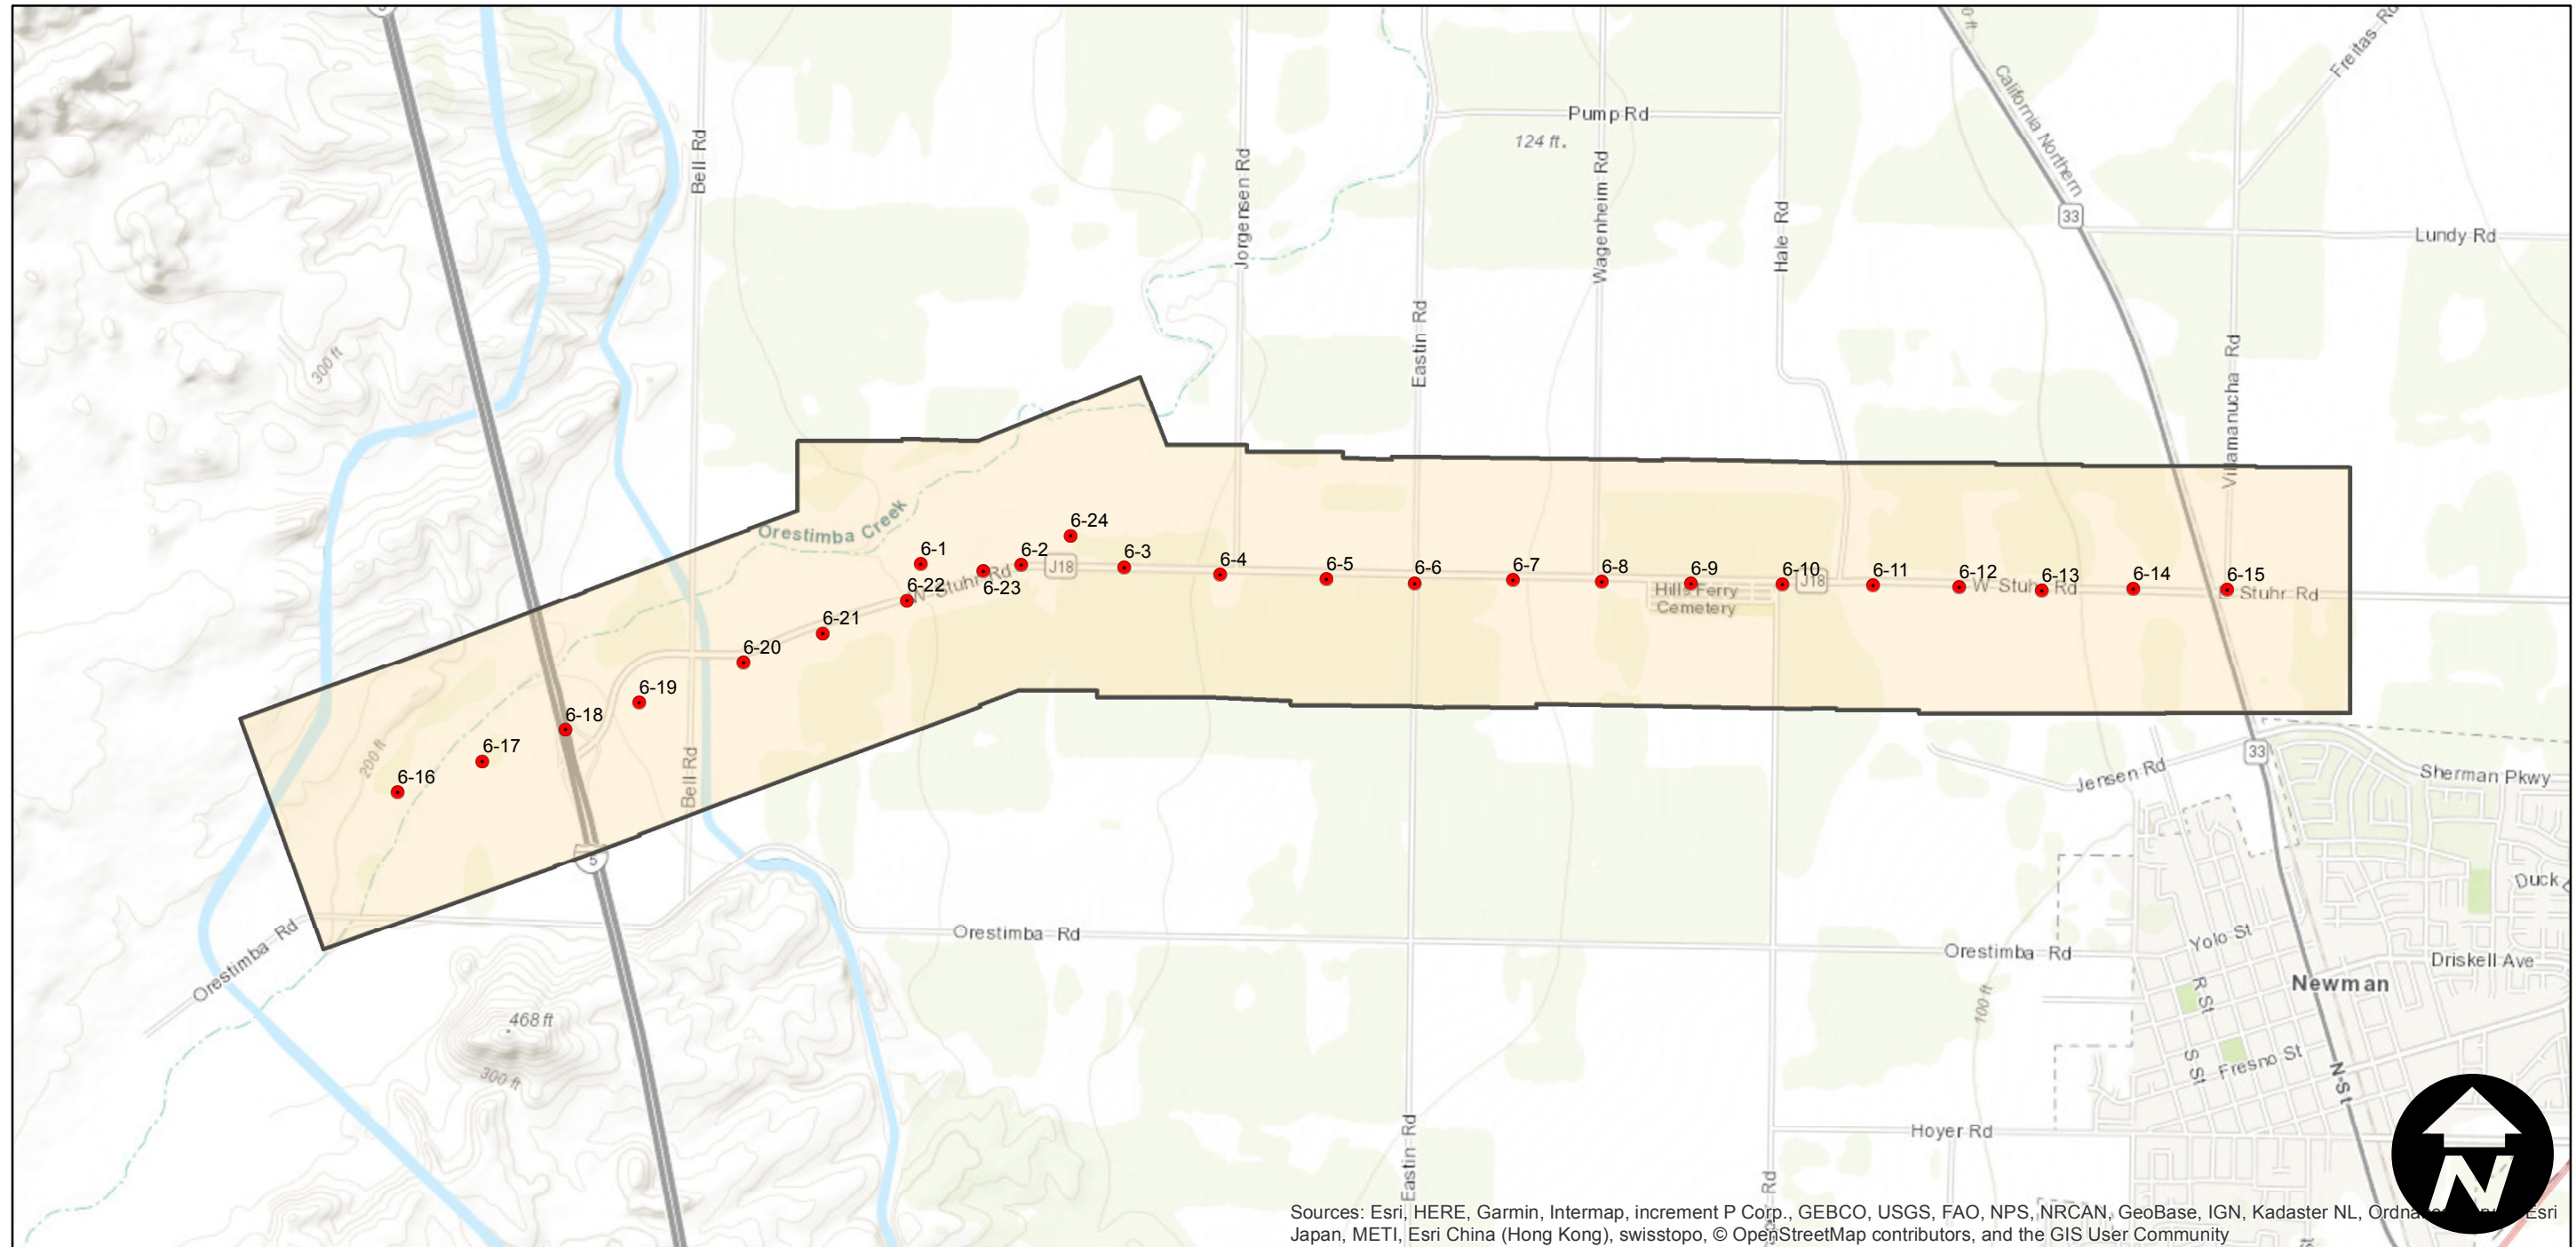 5
0 ft
Freitas Rd
California Northern
Pump Rd
124 ft.
Bell Rd
Jorgensen Rd
Wagenheim Rd
Hale Rd
33
Lundy Rd
300 ft
Eastin Rd
Villamanucha Rd
Orestimba Creek
6-24
6-1
6-2
6-3
6-4
6-5
6-6
6-7
6-8
6-9
6-10
6-11
6-12
6-13
6-14
6-15
J18
J18
W Stuhr Rd
6-22
6-23
Hills Ferry
Cemetery
W Stuhr Rd
Stuhr Rd
6-21
6-20
6-19
6-18
6-17
6-16
200 ft
Bell Rd
33
Jensen Rd
Sherman Pkwy
5
Duck
Orestimba Rd
Orestimba Rd
Orestimba Rd
Yolo St
Driskell Ave
Newman
R St
100 ft
468 ft
300 ft
S St
Fresno St
N St
Eastin Rd
Hoyer Rd
Rd
N
Sources: Esri, HERE, Garmin, Intermap, increment P Corp., GEBCO, USGS, FAO, NPS, NRCAN, GeoBase, IGN, Kadaster NL, Esri
Japan, METI, Esri China (Hong Kong), swisstopo, © OpenStreetMap contributors, and the GIS User Community